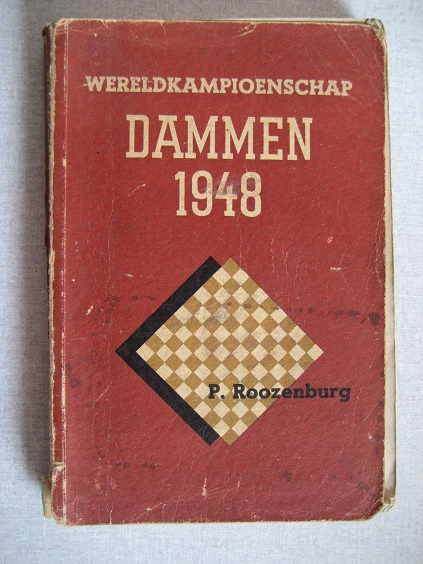 WERELDKAMPIOENSCHAP
DAMMEN
1948
P. Roozenburg